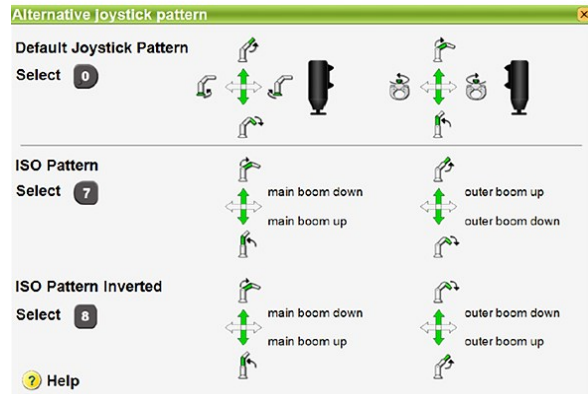 Alternative joystick pattern
Default Joystick Pattern
Select 0
ISO Pattern
Select 7
main boom down
outer boom up
main boom up
outer boom down
ISO Pattern Inverted
Select 8
main boom down
outer boom down
main boom up
outer boom up
? Help